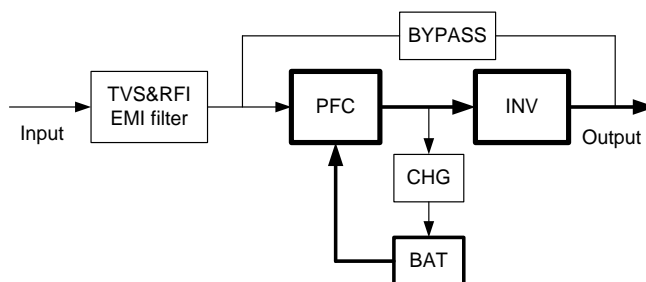 BYPASS
TVS&RFI
EMI filter
PFC
INV
Input
Output
CHG
BAT